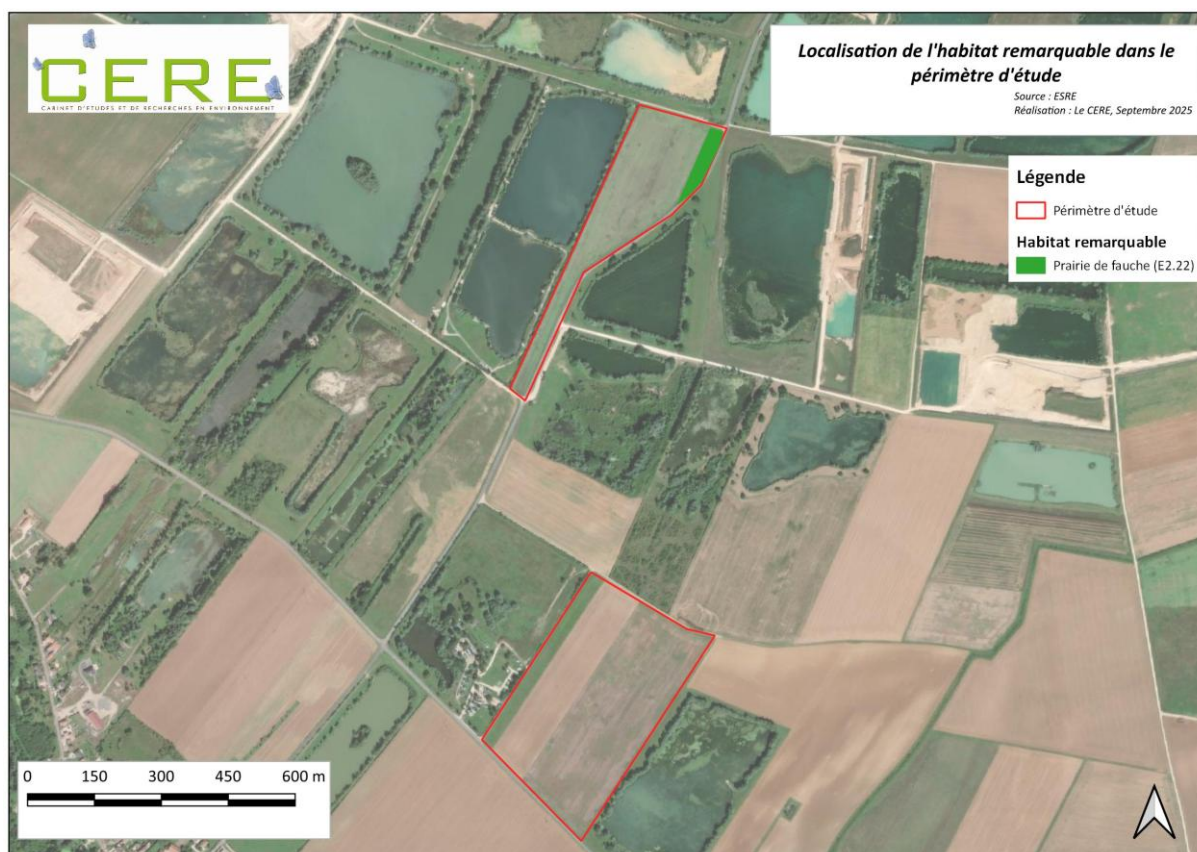 CERE
CABINET D'ETUDES ET DE RECHERCHES EN ENVIRONNEMENT
Localisation de l'habitat remarquable dans le
périmètre d'étude
Source : ESRE
Réalisation : Le CERE, Septembre 2025
Légende
Périmètre d'étude
Habitat remarquable
Prairie de fauche (E2.22)
0 150 300 450 600 m